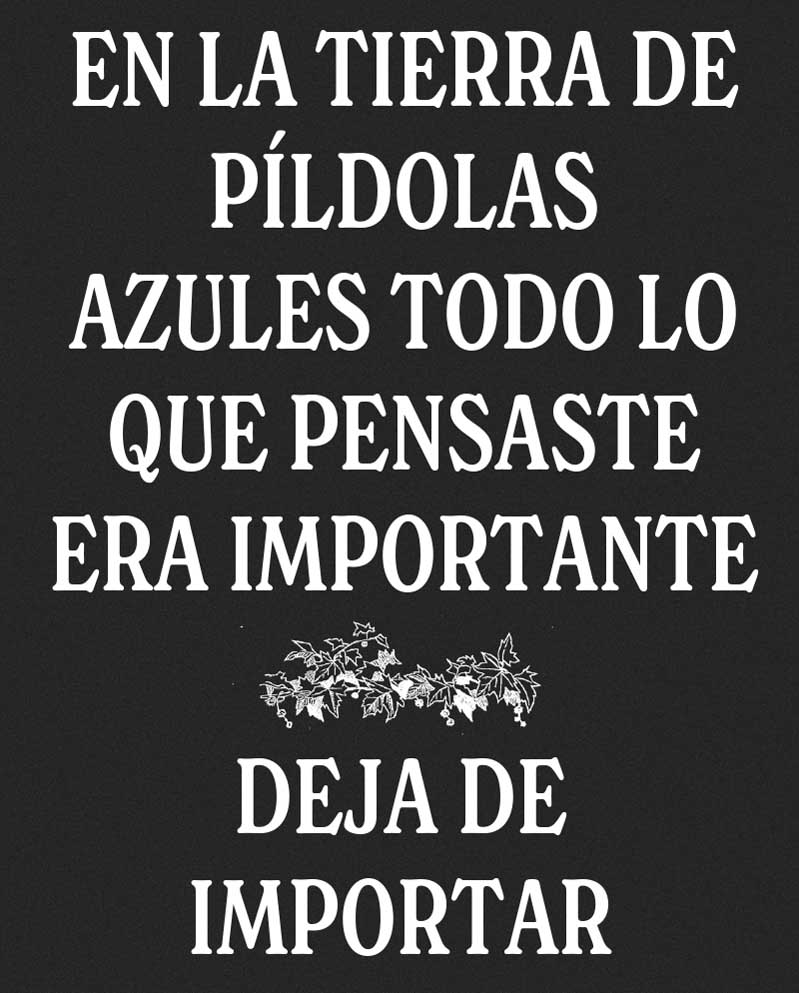 EN LA TIERRA DE
PÍLDOLAS
AZULES TODO LO
QUE PENSASTE
ERA IMPORTANTE
DEJA DE
IMPORTAR